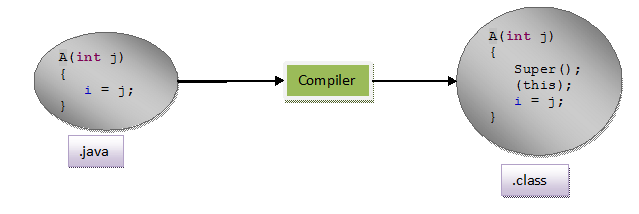 A(int j)
{
i = j;
}
.java
Compiler
A(int j)
{
Super();
(this);
i = j;
}
.class